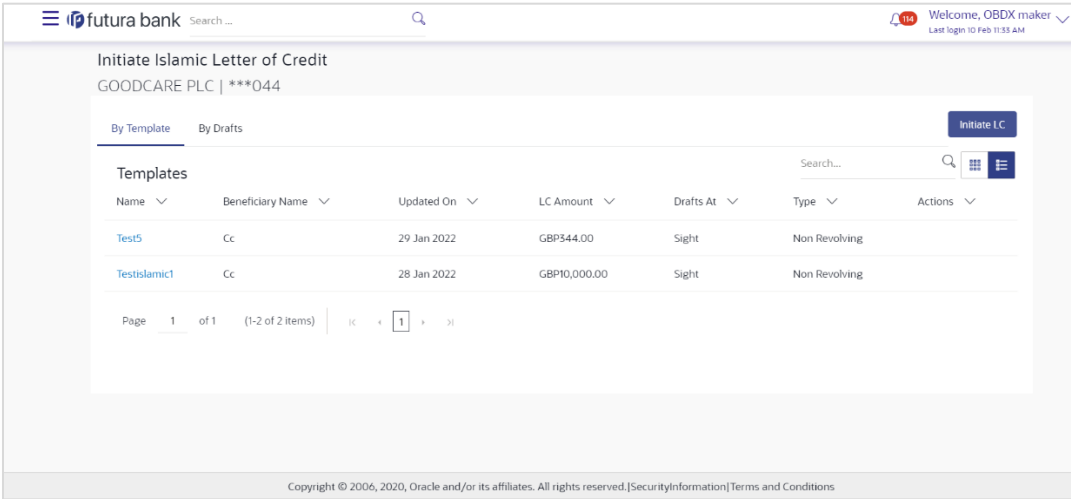 futura bank Search ... 114 Welcome, OBDX maker
Last login 10 Feb 11:33 AM
Initiate Islamic Letter of Credit
GOODCARE PLC | ***044
By Template By Drafts Initiate LC
Templates Search...
Name Beneficiary Name Updated On LC Amount Drafts At Type Actions
Test5 Cc 29 Jan 2022 GBP344.00 Sight Non Revolving
Testislamic1 Cc 28 Jan 2022 GBP10,000.00 Sight Non Revolving
Page 1 of 1 (1-2 of 2 items) 1
Copyright © 2006, 2020, Oracle and/or its affiliates. All rights reserved.|SecurityInformation|Terms and Conditions